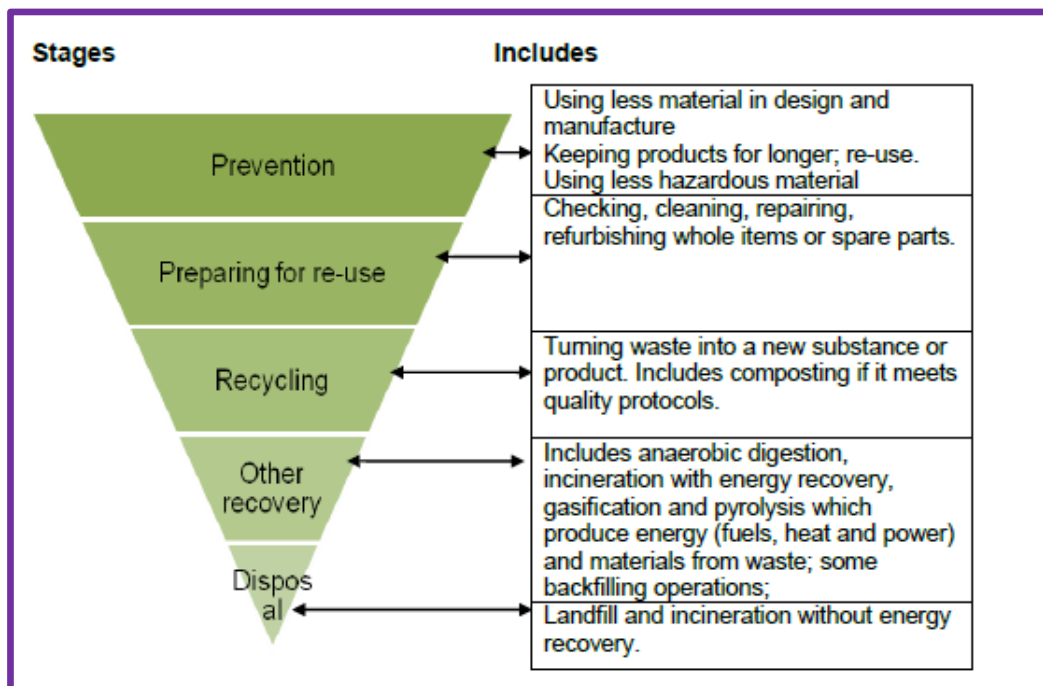 Stages
Includes
Prevention
Using less material in design and
manufacture
Keeping products for longer; re-use.
Using less hazardous material
Preparing for re-use
Checking, cleaning, repairing,
refurbishing whole items or spare parts.
Recycling
Turning waste into a new substance or
product. Includes composting if it meets
quality protocols.
Other
recovery
Includes anaerobic digestion,
incineration with energy recovery,
gasification and pyrolysis which
produce energy (fuels, heat and power)
and materials from waste; some
backfilling operations;
Dispos
al
Landfill and incineration without energy
recovery.